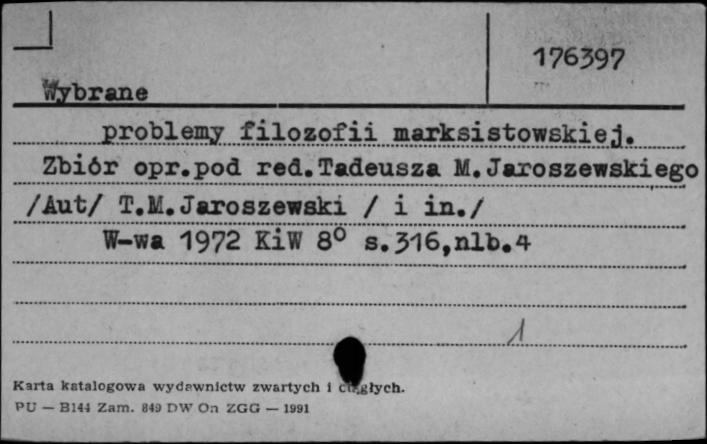 176397
Wybrane
problemy filozofii marksistowskiej.
Zbiór opr.pod red.Tadeusza M.Jaroszewskiego
/Aut/ T.M.Jaroszewski / i in./
W-wa 1972 KiW 8° s.316,nlb.4
1
Karta katalogowa wydawnictw zwartych i ciągłych.
PU — B144 Zam. 849 DW On ZGG — 1991